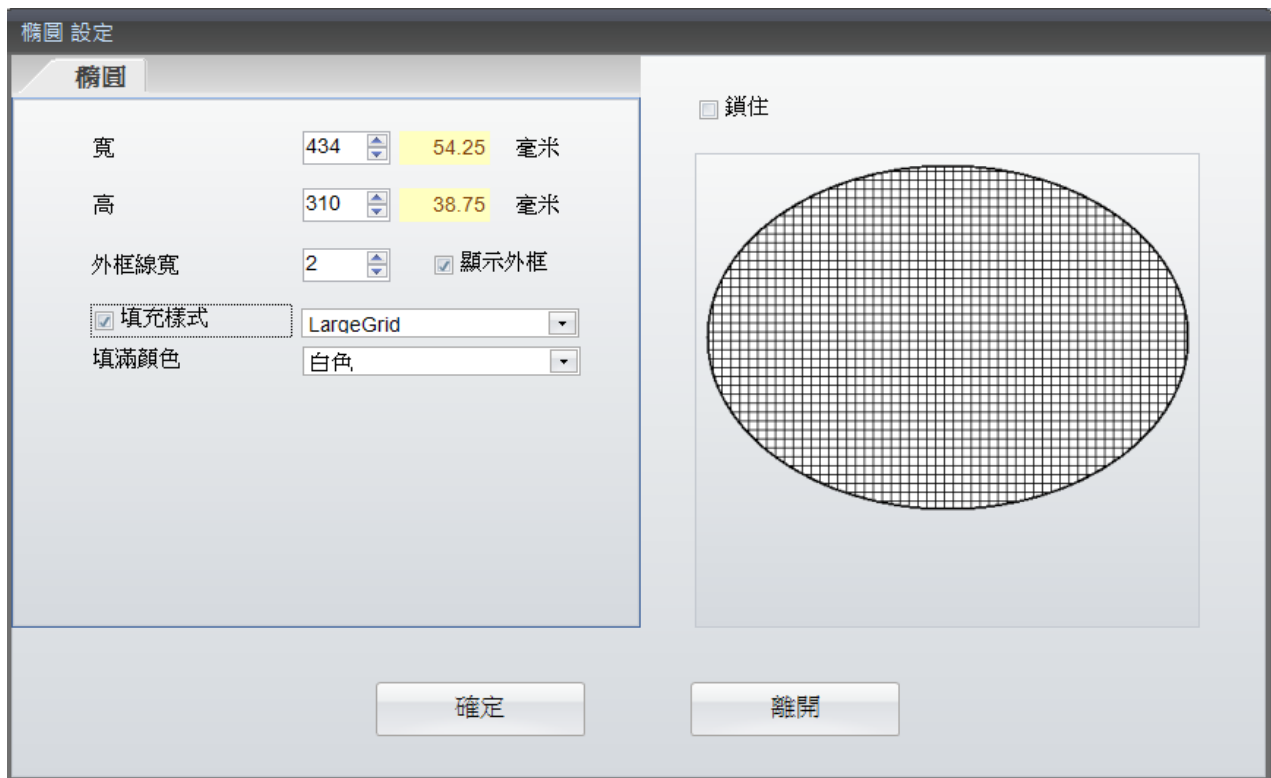 橢圓 設定
橢圓
鎖住
寬 434 54.25 毫米
高 310 38.75 毫米
外框線寬 2 顯示外框
填充樣式 LargeGrid
填滿顏色 白色
確定 離開